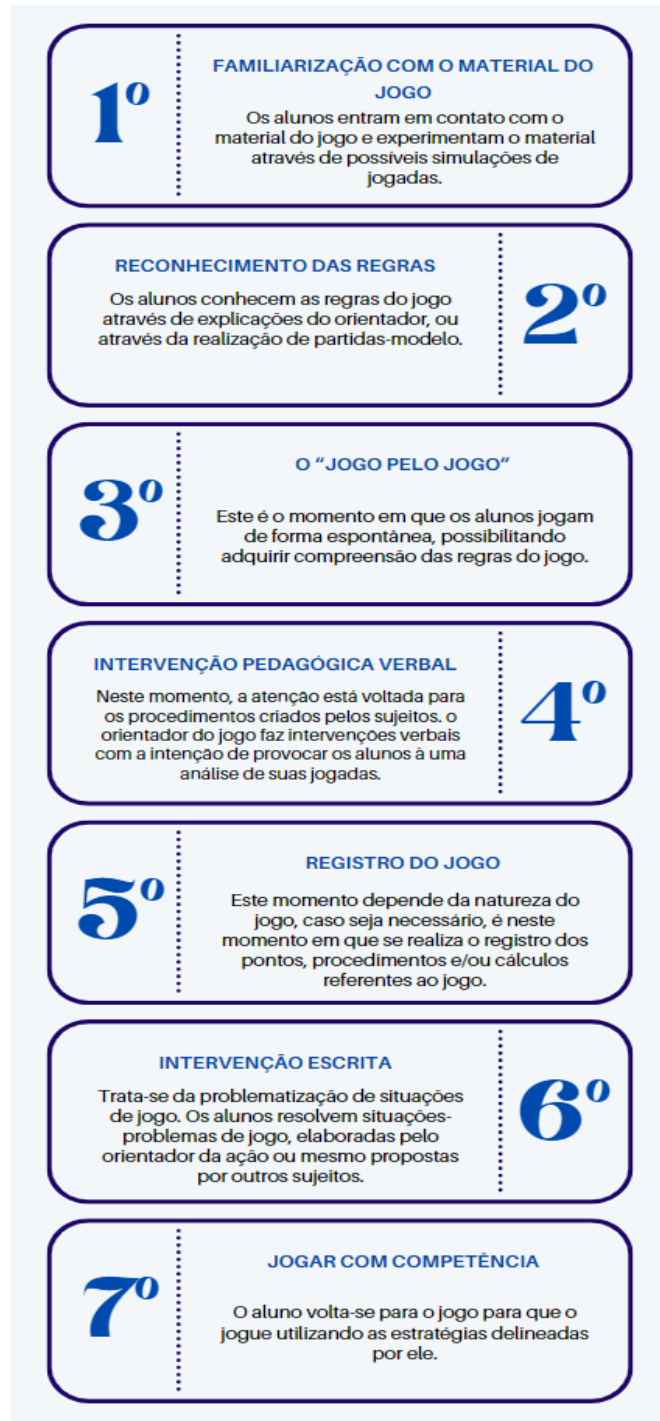 1º
FAMILIARIZAÇÃO COM O MATERIAL DO
JOGO
Os alunos entram em contato com o
material do jogo e experimentam o material
através de possíveis simulações de
jogadas.
RECONHECIMENTO DAS REGRAS
Os alunos conhecem as regras do jogo
através de explicações do orientador, ou
através da realização de partidas-modelo.
2º
3º
O “JOGO PELO JOGO”
Este é o momento em que os alunos jogam
de forma espontânea, possibilitando
adquirir compreensão das regras do jogo.
INTERVENÇÃO PEDAGÓGICA VERBAL
Neste momento, a atenção está voltada para
os procedimentos criados pelos sujeitos. o
orientador do jogo faz intervenções verbais
com a intenção de provocar os alunos à uma
análise de suas jogadas.
4º
5º
REGISTRO DO JOGO
Este momento depende da natureza do
jogo, caso seja necessário, é neste
momento em que se realiza o registro dos
pontos, procedimentos e/ou cálculos
referentes ao jogo.
INTERVENÇÃO ESCRITA
Trata-se da problematização de situações
de jogo. Os alunos resolvem situações-
problemas de jogo, elaboradas pelo
orientador da ação ou mesmo propostas
por outros sujeitos.
6º
7º
JOGAR COM COMPETÊNCIA
O aluno volta-se para o jogo para que o
jogue utilizando as estratégias delineadas
por ele.